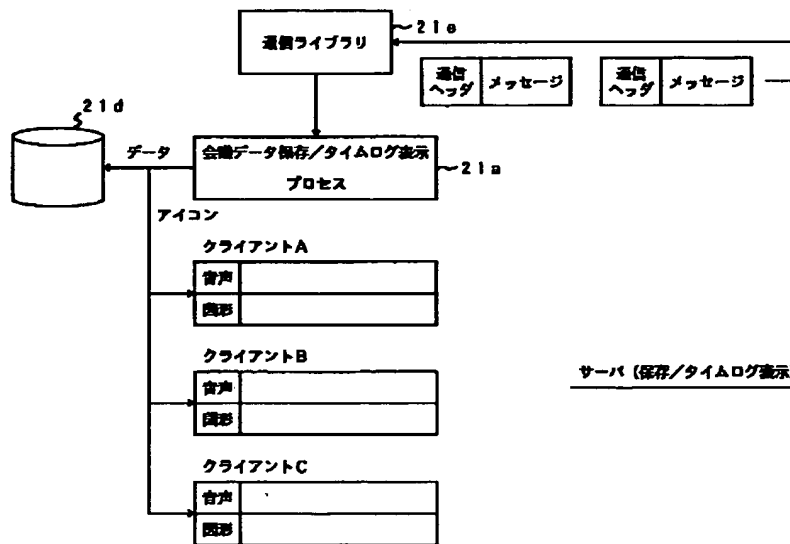 通信ライブラリ
21e
通信
ヘッダ
メッセージ
通信
ヘッダ
メッセージ
21d
データ
会議データ保存／タイムログ表示
プロセス
21a
アイコン
クライアントA
音声
図形
クライアントB
音声
図形
サーバ（保存／タイムログ表示
クライアントC
音声
図形